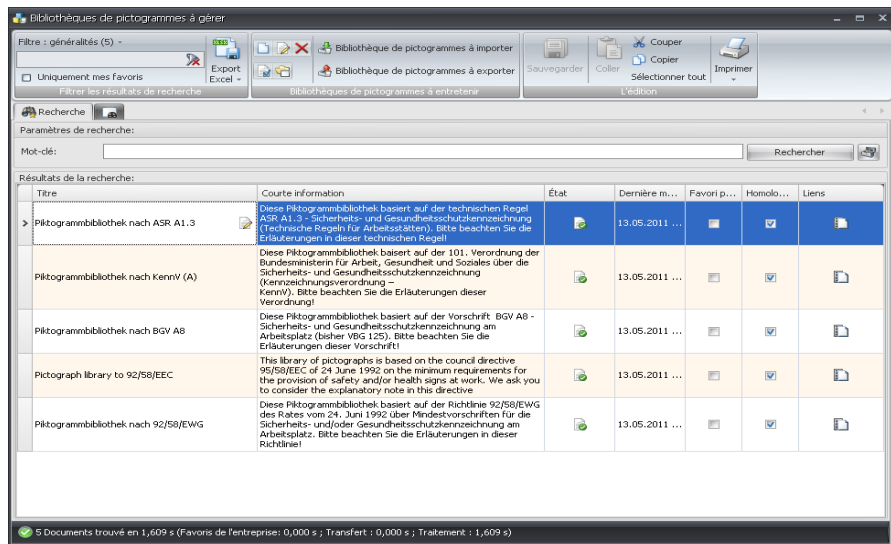 Bibliothèques de pictogrammes à gérer
Filtre : généralités (5)
Uniquement mes favoris
Filtrer les résultats de recherche
Export Excel
Bibliothèque de pictogrammes à importer
Bibliothèque de pictogrammes à exporter
Bibliothèques de pictogrammes à entretenir
Sauvegarder
Coller
Couper
Copier
Sélectionner tout
Imprimer
L'édition
Recherche
Paramètres de recherche:
Mot-clé:
Rechercher
Résultats de la recherche:
Titre Courte information État Dernière m... Favori p... Homolo... Liens
Piktogrammbibliothek nach ASR A1.3
Diese Piktogrammbibliothek basiert auf der technischen Regel
ASR A1.3 - Sicherheits- und Gesundheitsschutzkennzeichnung
(Technische Regeln für Arbeitsstätten). Bitte beachten Sie die
Erläuterungen in dieser technischen Regel!
13.05.2011 ...
Piktogrammbibliothek nach KennV (A)
Diese Piktogrammbibliothek baisert auf der 101. Verordnung der
Bundesministerin für Arbeit, Gesundheit und Soziales über die
Sicherheits- und Gesundheitsschutzkennzeichnung
(Kennzeichnungsverordnung –
KennV). Bitte beachten Sie die Erläuterungen dieser
Verordnung!
13.05.2011 ...
Piktogrammbibliothek nach BGV A8
Diese Piktogrammbibliothek basiert auf der Vorschrift BGV A8 -
Sicherheits- und Gesundheitsschutzkennzeichnung am
Arbeitsplatz (bisher VBG 125). Bitte beachten Sie die
Erläuterungen dieser Vorschrift!
13.05.2011 ...
Pictograph library to 92/58/EEC
This library of pictographs is based on the council directive
95/58/EEC of 24 June 1992 on the minimum requirements for
the provision of safety and/or health signs at work. We ask you
to consider the explanatory note in this directive
13.05.2011 ...
Piktogrammbibliothek nach 92/58/EWG
Diese Piktogrammbibliothek basiert auf der Richtlinie 92/58/EWG
des Rates vom 24. Juni 1992 über Mindestvorschriften für die
Sicherheits- und/oder Gesundheitsschutzkennzeichnung am
Arbeitsplatz. Bitte beachten Sie die Erläuterungen in dieser
Richtlinie!
13.05.2011 ...
5 Documents trouvé en 1,609 s (Favoris de l'entreprise: 0,000 s ; Transfert : 0,000 s ; Traitement : 1,609 s)